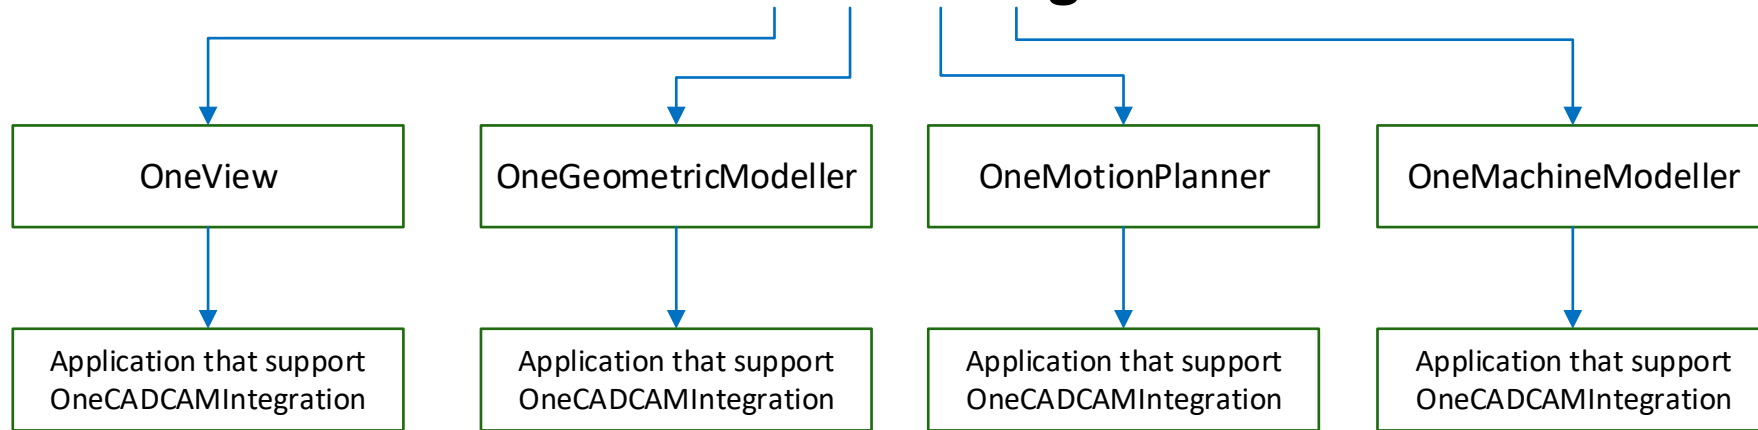 OneView
OneGeometricModeller
OneMotionPlanner
OneMachineModeller
Application that support
OneCADCAMIntegration
Application that support
OneCADCAMIntegration
Application that support
OneCADCAMIntegration
Application that support
OneCADCAMIntegration